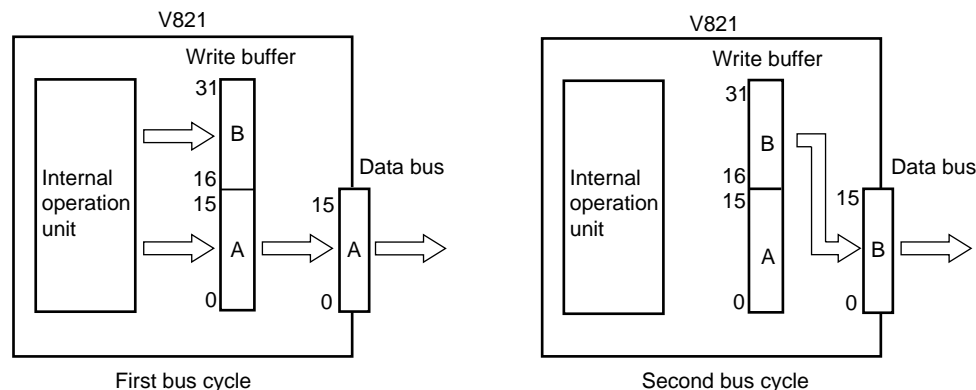 V821
Write buffer
31
B
16
15
A
0
Internal
operation
unit
Data bus
15
A
0
First bus cycle
V821
Write buffer
31
B
16
15
A
0
Internal
operation
unit
Data bus
15
B
0
Second bus cycle